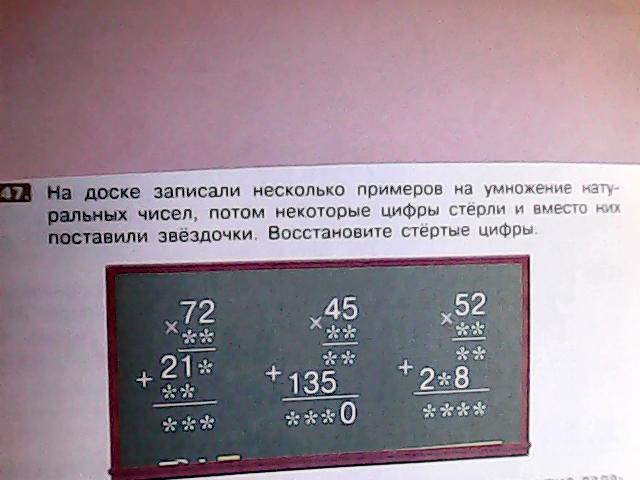 47. На доске записали несколько примеров на умножение нату-
ральных чисел, потом некоторые цифры стёрли и вместо них
поставили звёздочки. Восстановите стёртые цифры.
×72 ×45 ×52
** ** **
+21* ** **
** +135 +2*8
*** ***0 ****